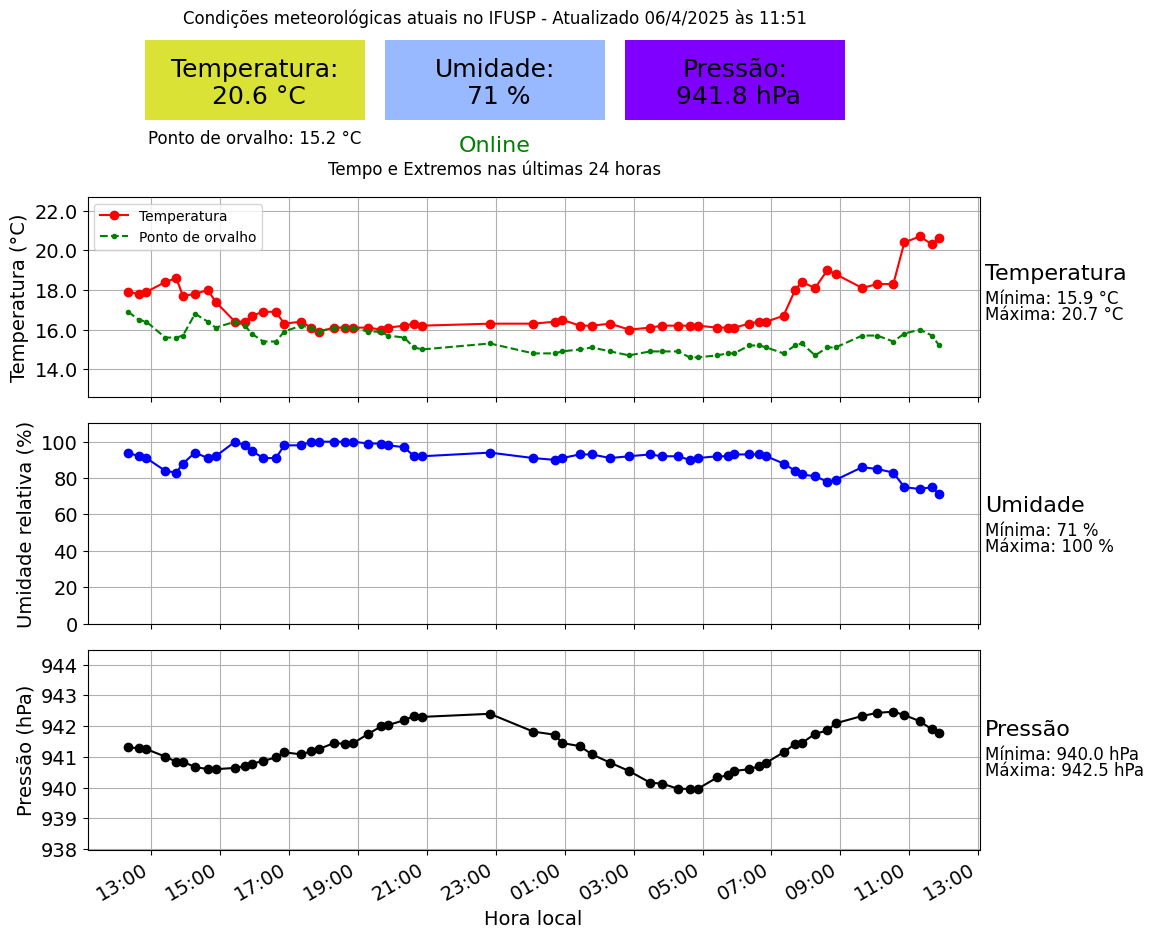 Condições meteorológicas atuais no IFUSP - Atualizado 06/4/2025 às 11:51
Temperatura:
20.6 °C
Umidade:
71 %
Pressão:
941.8 hPa
Ponto de orvalho: 15.2 °C
Online
Tempo e Extremos nas últimas 24 horas
Temperatura (°C)
22.0
20.0
18.0
16.0
14.0
Temperatura
Ponto de orvalho
Temperatura
Mínima: 15.9 °C
Máxima: 20.7 °C
Umidade relativa (%)
100
80
60
40
20
0
Umidade
Mínima: 71 %
Máxima: 100 %
Pressão (hPa)
944
943
942
941
940
939
938
Pressão
Mínima: 940.0 hPa
Máxima: 942.5 hPa
13:00
15:00
17:00
19:00
21:00
23:00
01:00
03:00
05:00
07:00
09:00
11:00
13:00
Hora local